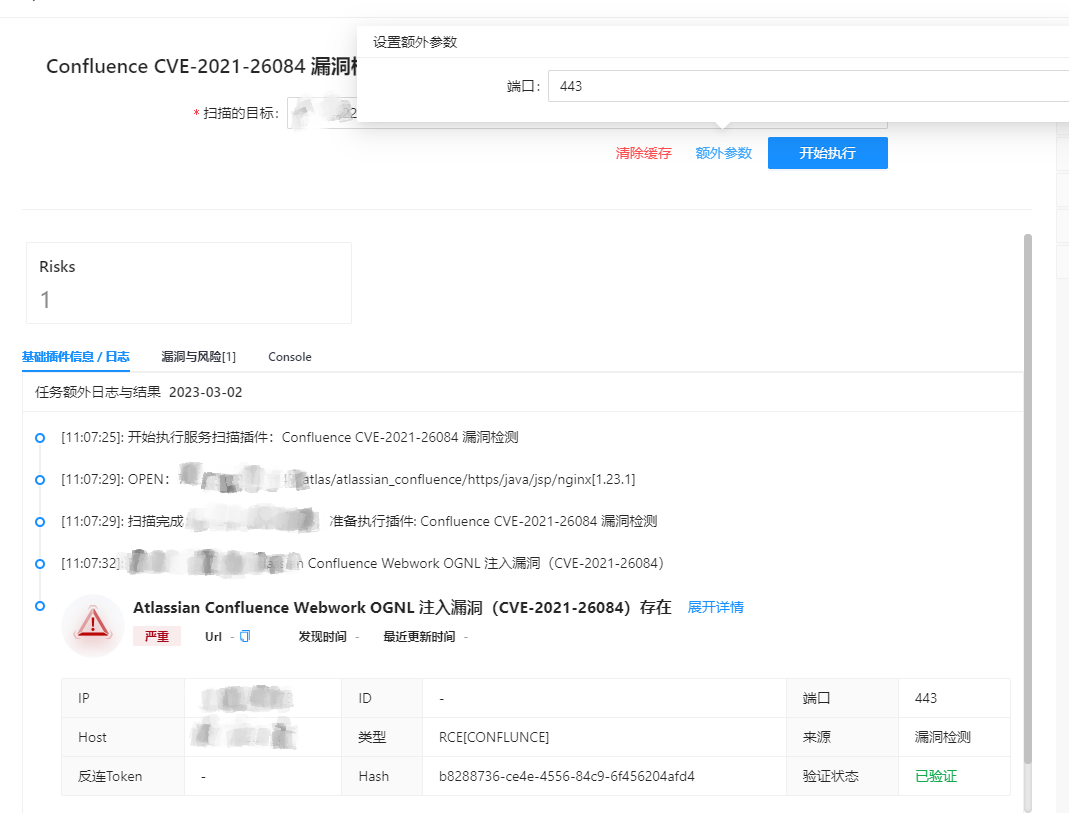 设置额外参数
Confluence CVE-2021-26084 漏洞
端口: 443
* 扫描的目标:
清除缓存 额外参数 开始执行
Risks
1
基础插件信息 / 日志 漏洞与风险[1] Console
任务额外日志与结果 2023-03-02
[11:07:25]: 开始执行服务扫描插件：Confluence CVE-2021-26084 漏洞检测
[11:07:29]: OPEN: atlas/atlassian_confluence/https/java/jsp/nginx[1.23.1]
[11:07:29]: 扫描完成 准备执行插件: Confluence CVE-2021-26084 漏洞检测
[11:07:32]: Confluence Webwork OGNL 注入漏洞（CVE-2021-26084）
Atlassian Confluence Webwork OGNL 注入漏洞（CVE-2021-26084）存在 展开详情
严重 Url - 发现时间 - 最近更新时间 -
IP ID - 端口 443
Host 类型 RCE[CONFLUNCE] 来源 漏洞检测
反连Token - Hash b8288736-ce4e-4556-84c9-6f456204afd4 验证状态 已验证